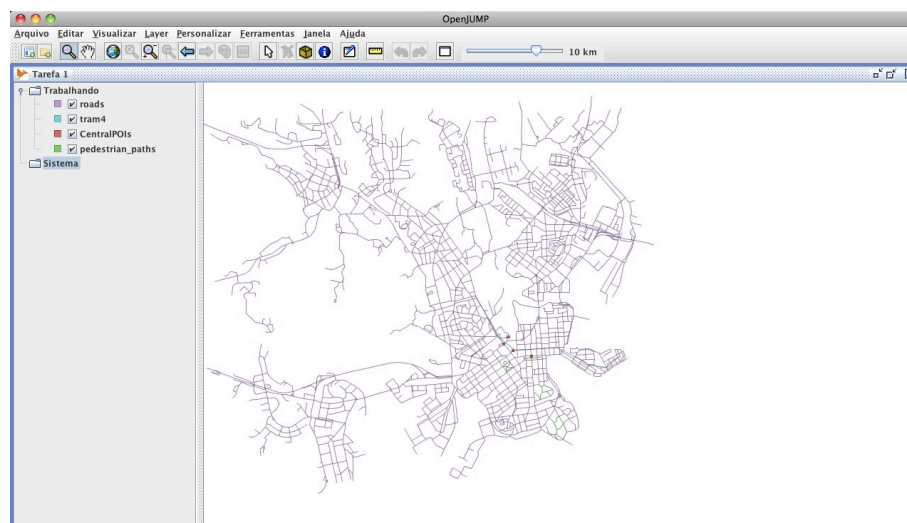 OpenJUMP
Arquivo Editar Visualizar Layer Personalizar Ferramentas Janela Ajuda
10 km
Tarefa 1
Trabalhando
roads
tram4
CentralPOIs
pedestrian_paths
Sistema